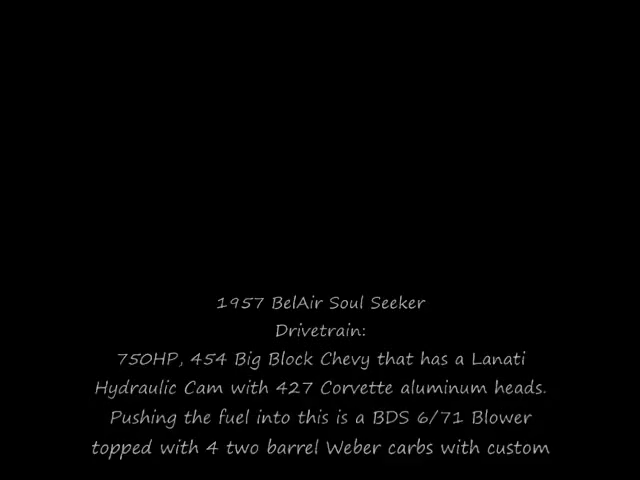 1957 BelAir Soul Seeker
Drivetrain:
750HP, 454 Big Block Chevy that has a Lanati
Hydraulic Cam with 427 Corvette aluminum heads.
Pushing the fuel into this is a BDS 6/71 Blower
topped with 4 two barrel Weber carbs with custom